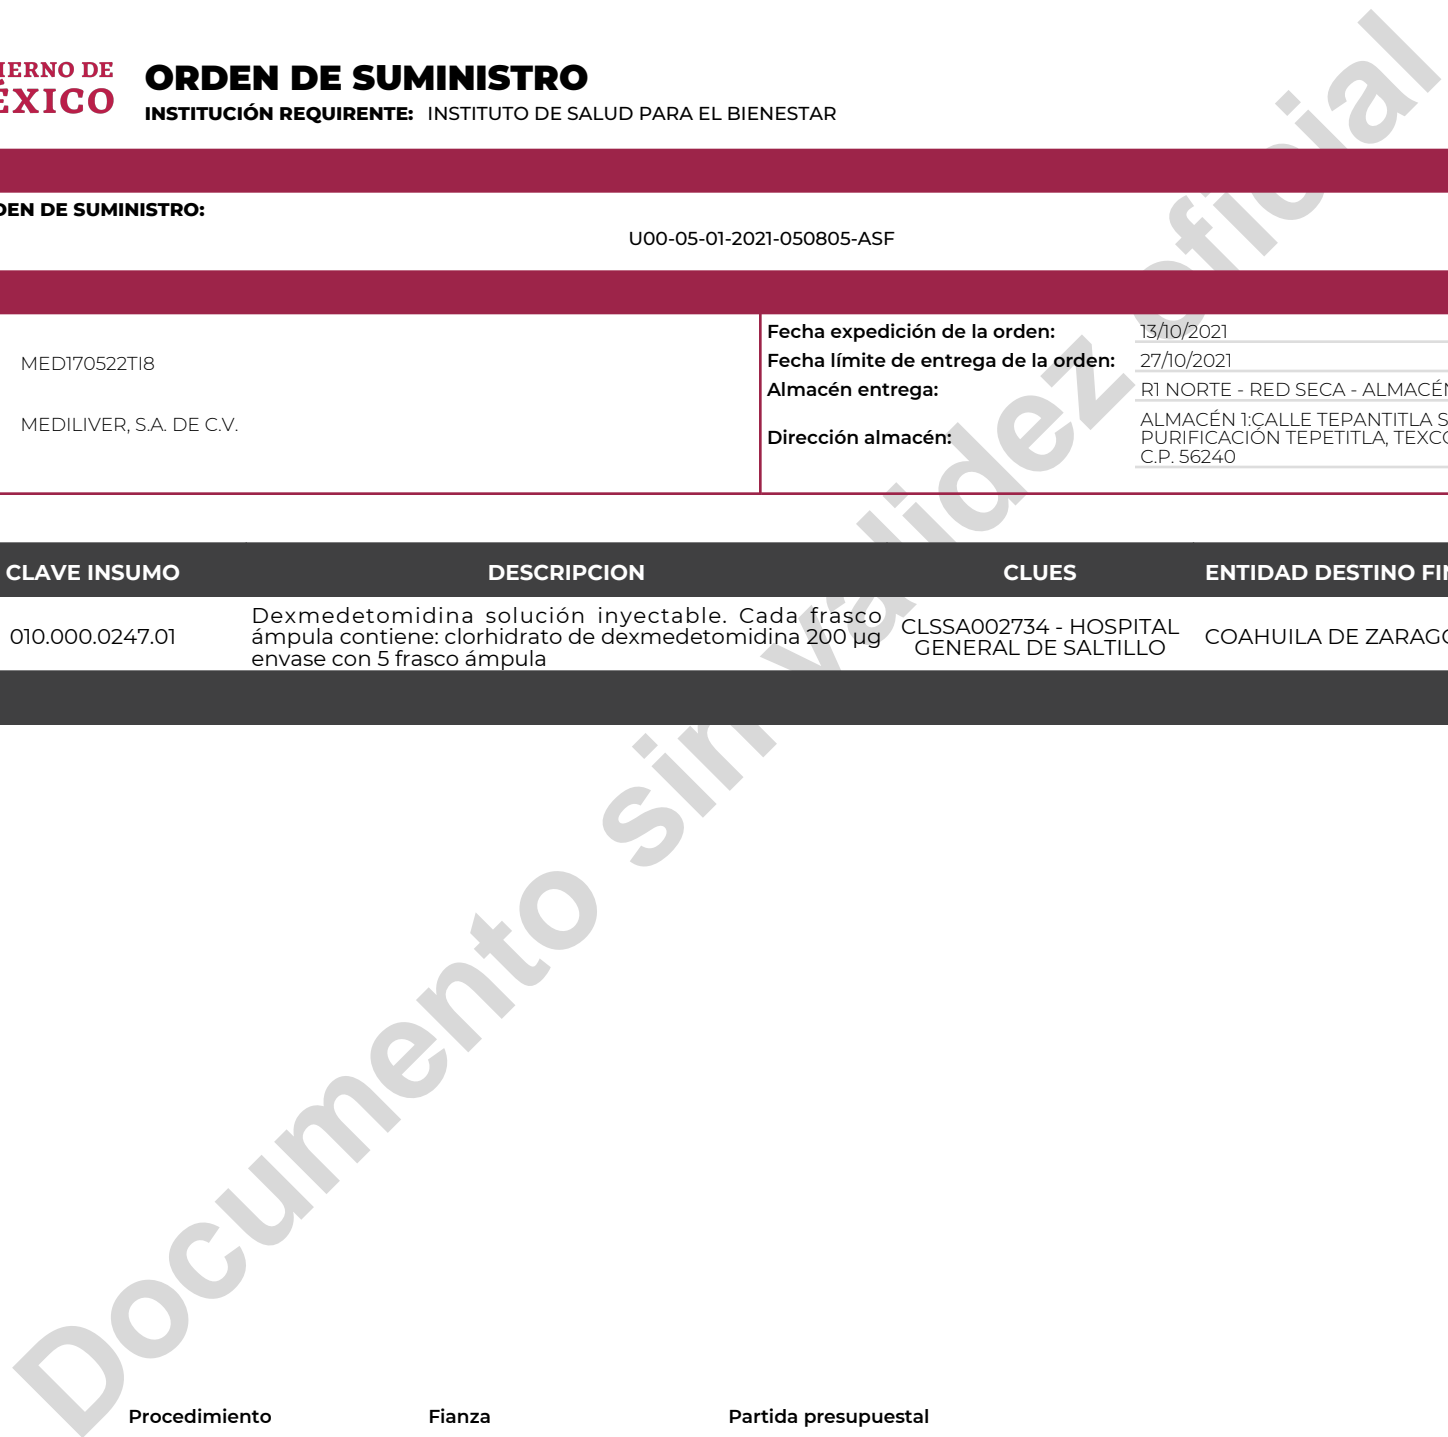 IERNO DE
ÉXICO
ORDEN DE SUMINISTRO
INSTITUCIÓN REQUIRENTE: INSTITUTO DE SALUD PARA EL BIENESTAR
DEN DE SUMINISTRO:
U00-05-01-2021-050805-ASF
MED170522TI8
MEDILIVER, S.A. DE C.V.
Fecha expedición de la orden: 13/10/2021
Fecha límite de entrega de la orden: 27/10/2021
Almacén entrega: R1 NORTE - RED SECA - ALMACÉN
Dirección almacén:
ALMACÉN 1:CALLE TEPANTITLA S
PURIFICACIÓN TEPETITLA, TEXCO
C.P. 56240
CLAVE INSUMO DESCRIPCION CLUES ENTIDAD DESTINO FIN
010.000.0247.01
Dexmedetomidina solución inyectable. Cada frasco
ámpula contiene: clorhidrato de dexmedetomidina 200 µg
envase con 5 frasco ámpula
CLSSA002734 - HOSPITAL
GENERAL DE SALTILLO
COAHUILA DE ZARAGO
Documento sin validez oficial
Procedimiento Fianza Partida presupuestal